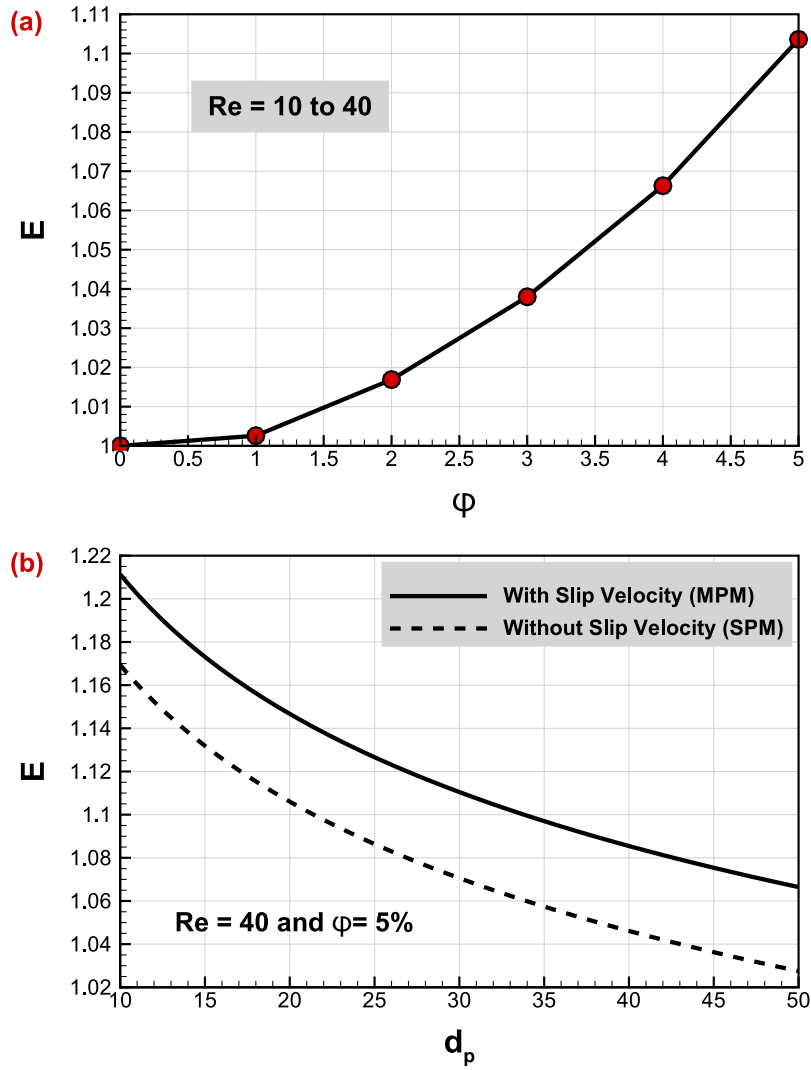 (a)
1.11
1.1
1.09
1.08
1.07
1.06
1.05
1.04
1.03
1.02
1.01
1
E
Re = 10 to 40
0 0.5 1 1.5 2 2.5 3 3.5 4 4.5 5
φ
(b)
1.22
1.2
1.18
1.16
1.14
1.12
1.1
1.08
1.06
1.04
1.02
E
With Slip Velocity (MPM)
Without Slip Velocity (SPM)
Re = 40 and φ= 5%
10 15 20 25 30 35 40 45 50
dp